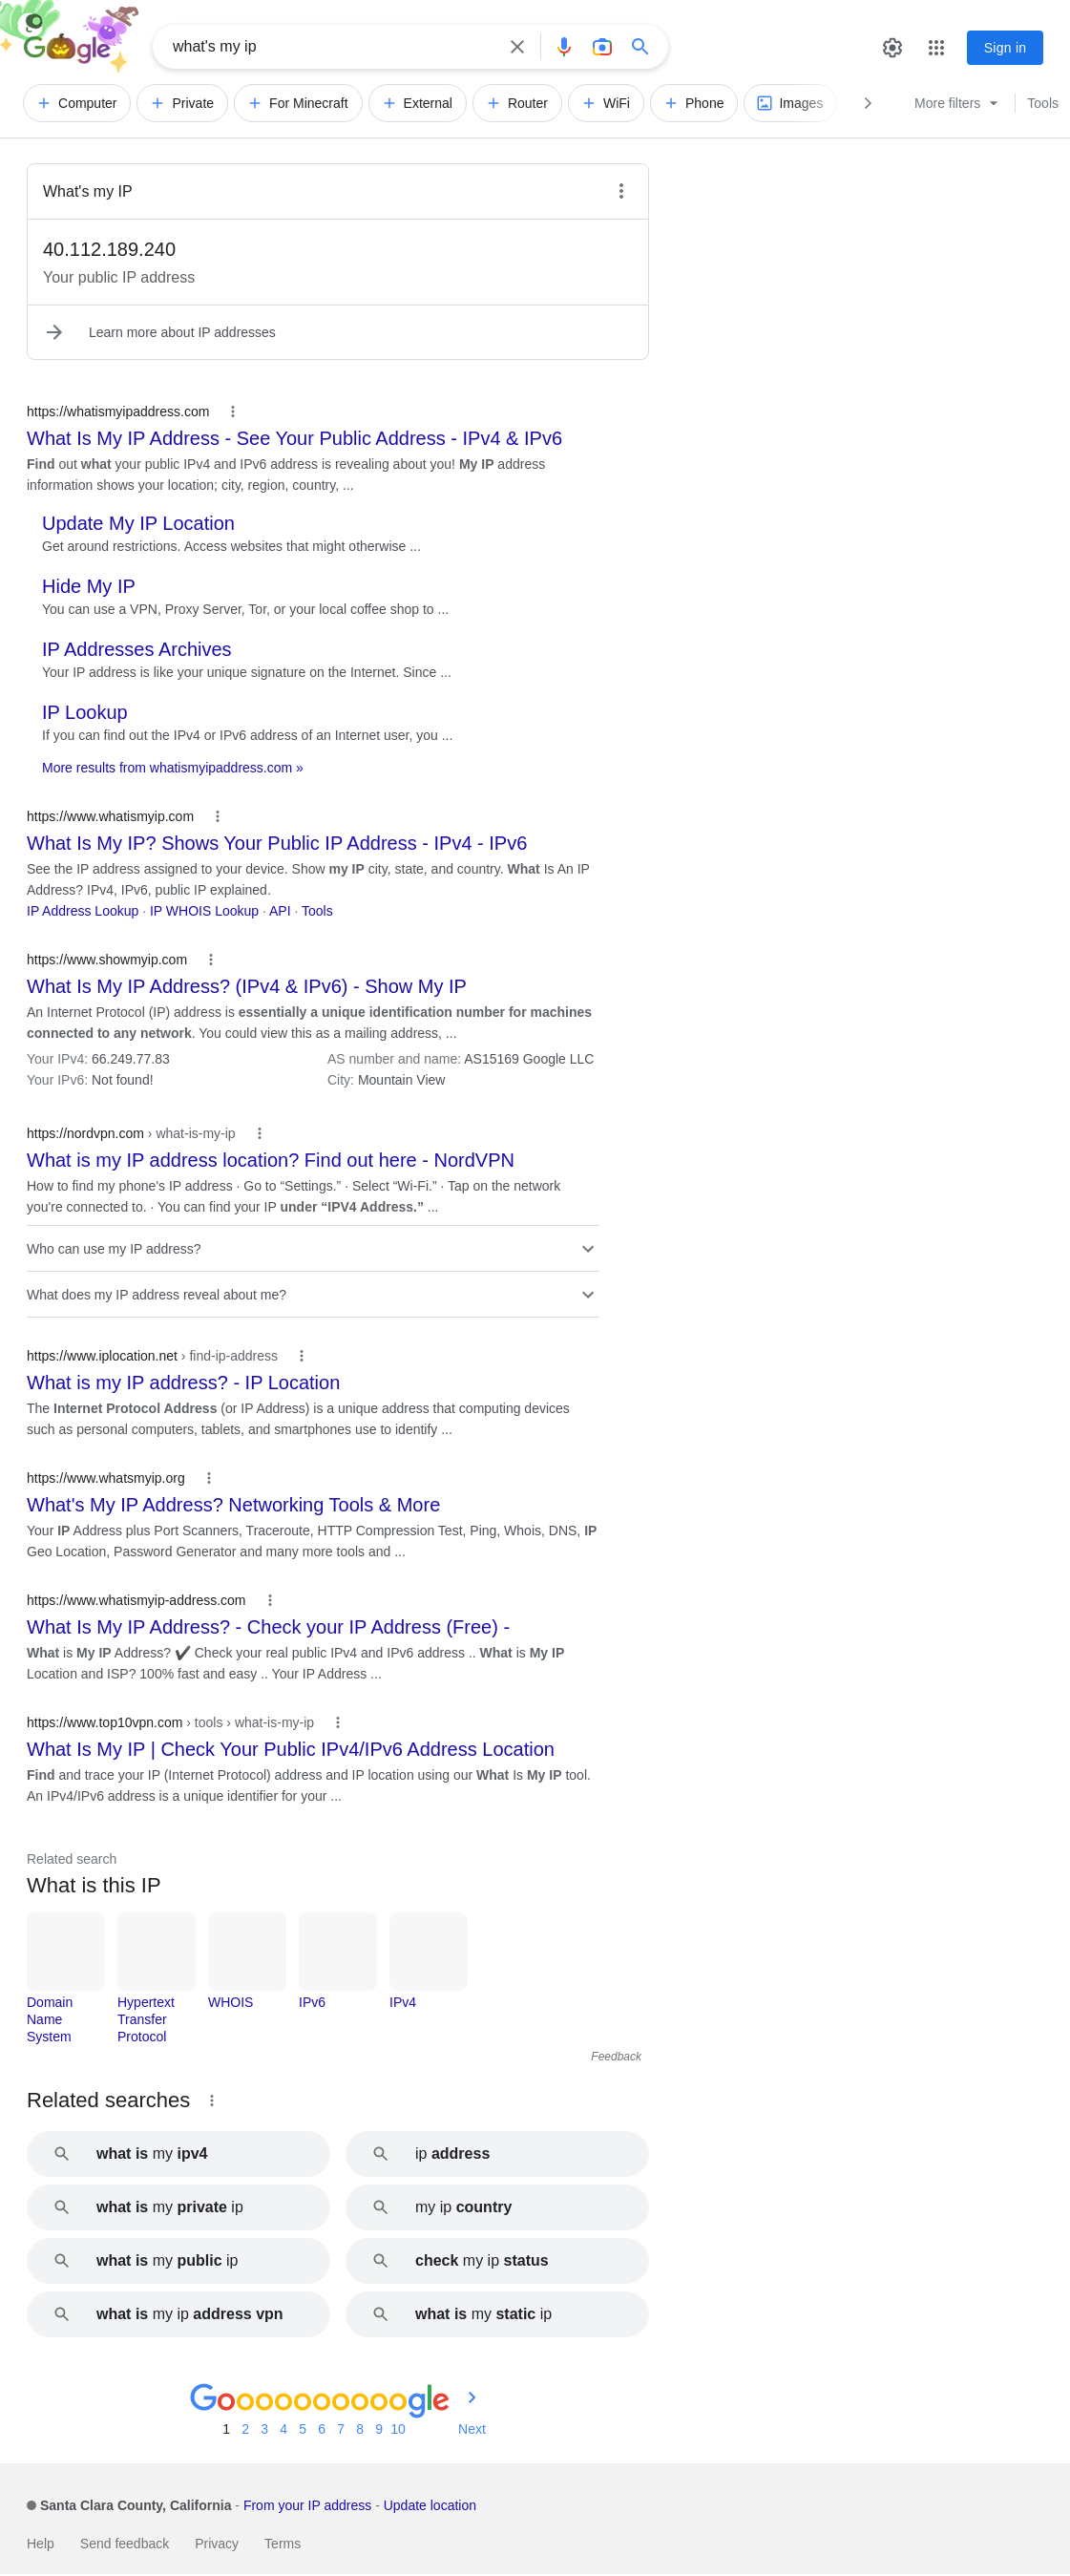 Google
what's my ip
Sign in
Computer
Private
For Minecraft
External
Router
WiFi
Phone
Images
More filters
Tools
What's my IP
40.112.189.240
Your public IP address
Learn more about IP addresses
https://whatismyipaddress.com
What Is My IP Address - See Your Public Address - IPv4 & IPv6
Find out what your public IPv4 and IPv6 address is revealing about you! My IP address
information shows your location; city, region, country, ...
Update My IP Location
Get around restrictions. Access websites that might otherwise ...
Hide My IP
You can use a VPN, Proxy Server, Tor, or your local coffee shop to ...
IP Addresses Archives
Your IP address is like your unique signature on the Internet. Since ...
IP Lookup
If you can find out the IPv4 or IPv6 address of an Internet user, you ...
More results from whatismyipaddress.com »
https://www.whatismyip.com
What Is My IP? Shows Your Public IP Address - IPv4 - IPv6
See the IP address assigned to your device. Show my IP city, state, and country. What Is An IP
Address? IPv4, IPv6, public IP explained.
IP Address Lookup · IP WHOIS Lookup · API · Tools
https://www.showmyip.com
What Is My IP Address? (IPv4 & IPv6) - Show My IP
An Internet Protocol (IP) address is essentially a unique identification number for machines
connected to any network. You could view this as a mailing address, ...
Your IPv4: 66.249.77.83
AS number and name: AS15169 Google LLC
Your IPv6: Not found!
City: Mountain View
https://nordvpn.com › what-is-my-ip
What is my IP address location? Find out here - NordVPN
How to find my phone's IP address · Go to “Settings.” · Select “Wi-Fi.” · Tap on the network
you're connected to. · You can find your IP under “IPV4 Address.” ...
Who can use my IP address?
What does my IP address reveal about me?
https://www.iplocation.net › find-ip-address
What is my IP address? - IP Location
The Internet Protocol Address (or IP Address) is a unique address that computing devices
such as personal computers, tablets, and smartphones use to identify ...
https://www.whatsmyip.org
What's My IP Address? Networking Tools & More
Your IP Address plus Port Scanners, Traceroute, HTTP Compression Test, Ping, Whois, DNS, IP
Geo Location, Password Generator and many more tools and ...
https://www.whatismyip-address.com
What Is My IP Address? - Check your IP Address (Free) -
What is My IP Address? ✔️ Check your real public IPv4 and IPv6 address .. What is My IP
Location and ISP? 100% fast and easy .. Your IP Address ...
https://www.top10vpn.com › tools › what-is-my-ip
What Is My IP | Check Your Public IPv4/IPv6 Address Location
Find and trace your IP (Internet Protocol) address and IP location using our What Is My IP tool.
An IPv4/IPv6 address is a unique identifier for your ...
Related search
What is this IP
Domain
Name
System
Hypertext
Transfer
Protocol
WHOIS
IPv6
IPv4
Feedback
Related searches
what is my ipv4
ip address
what is my private ip
my ip country
what is my public ip
check my ip status
what is my ip address vpn
what is my static ip
Goooooooooogle
1 2 3 4 5 6 7 8 9 10 Next
Santa Clara County, California - From your IP address - Update location
Help Send feedback Privacy Terms